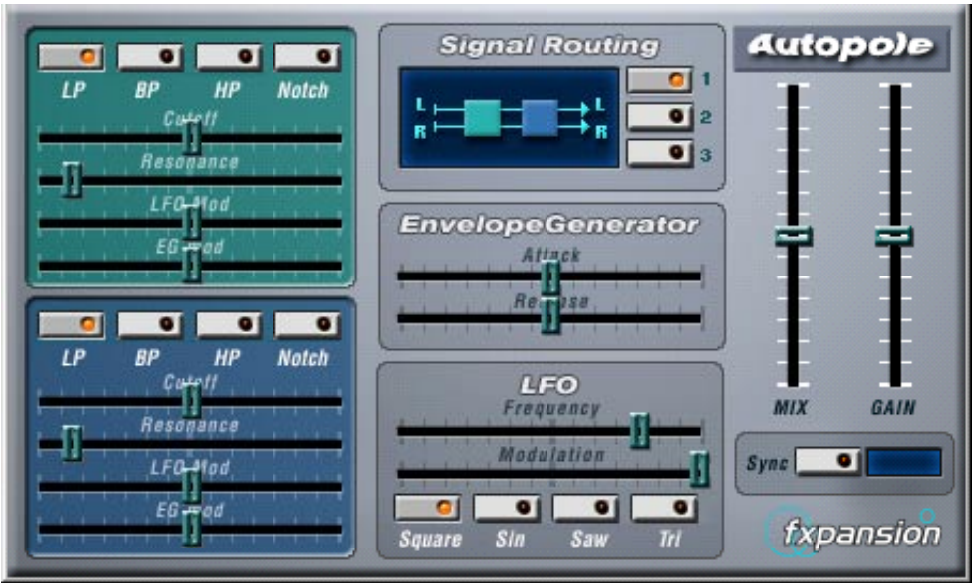 LP BP HP Notch
Cutoff
Resonance
LFO Mod
EG mod
LP BP HP Notch
Cutoff
Resonance
LFO Mod
EG mod
Signal Routing
L L
R R
1
2
3
EnvelopeGenerator
Attack
Release
LFO
Frequency
Modulation
Square Sin Saw Tri
Autopole
MIX GAIN
Sync
fxpansion